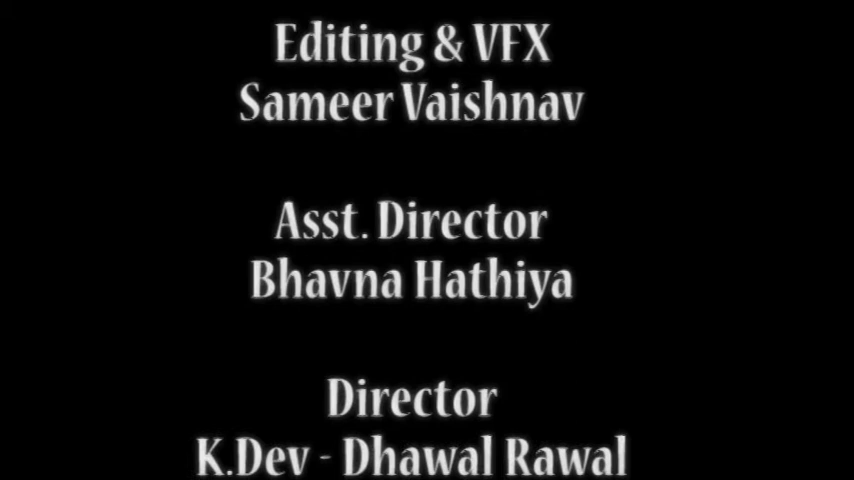 Editing & VFX
Sameer Vaishnav
Asst. Director
Bhavna Hathiya
Director
K.Dev - Dhawal Rawal